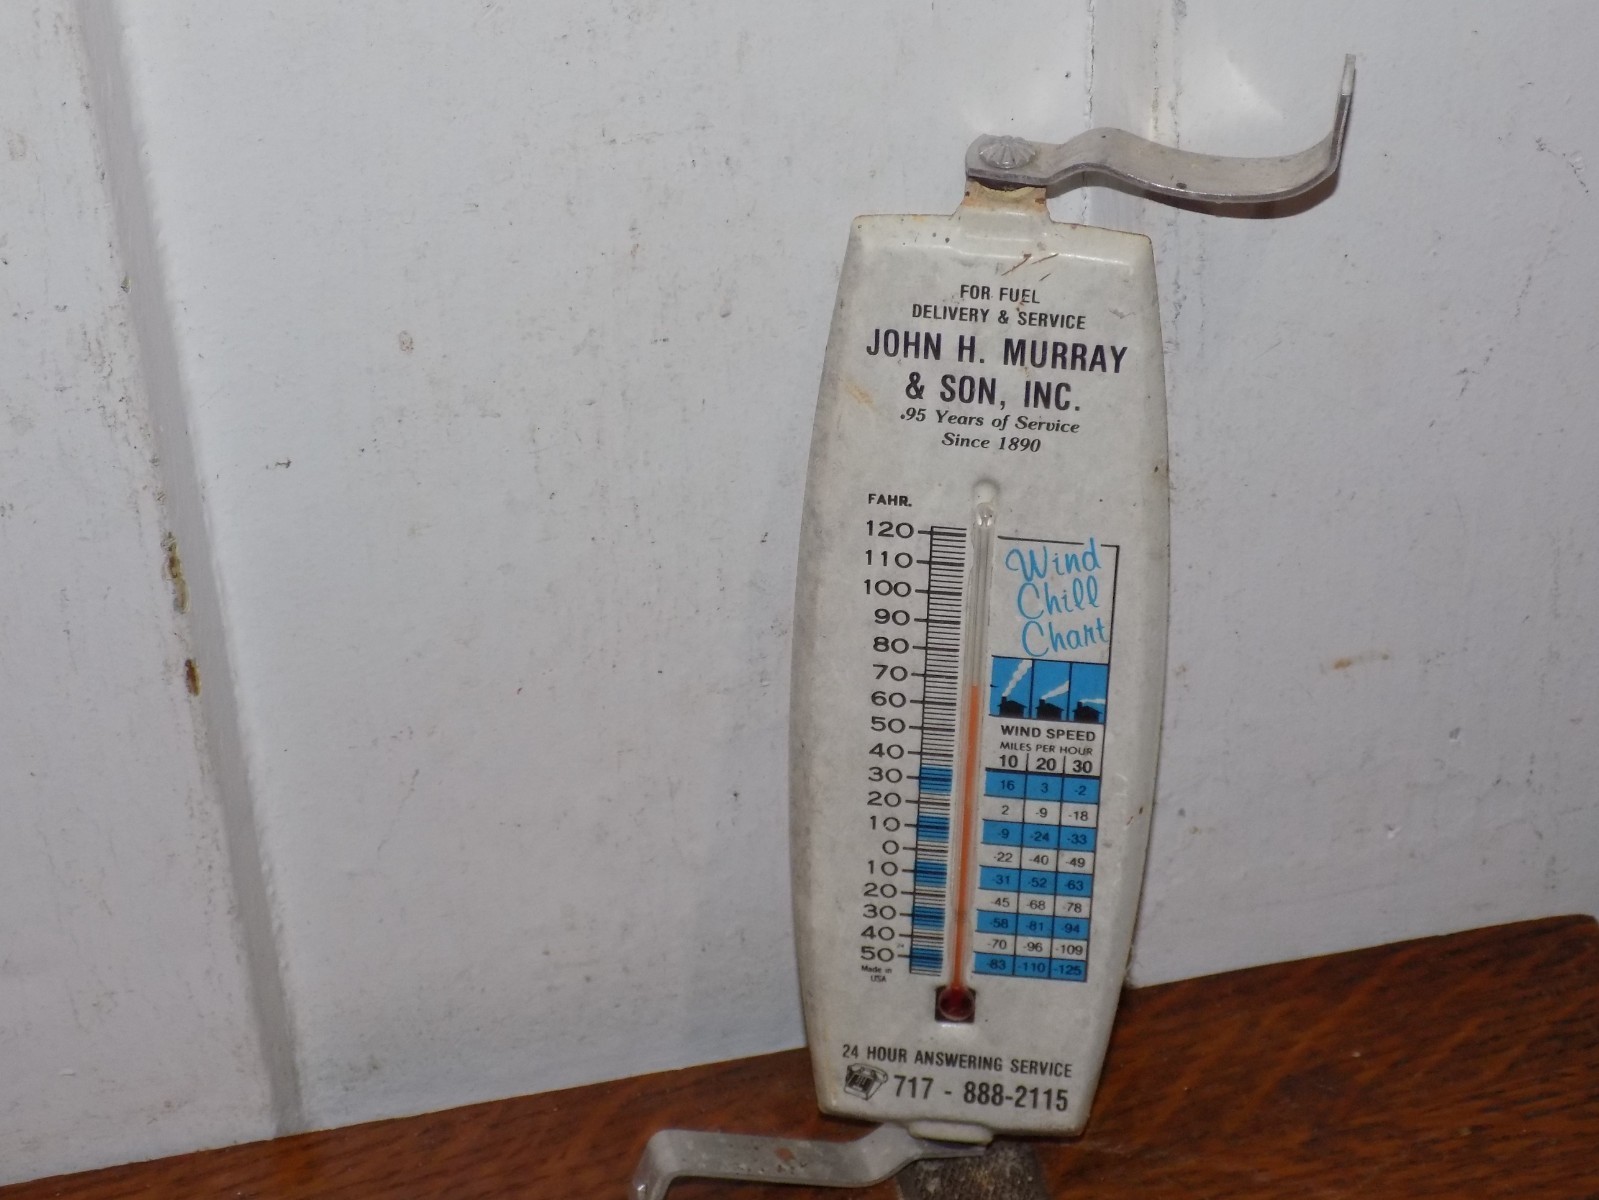 FOR FUEL
DELIVERY & SERVICE
JOHN H. MURRAY
& SON, INC.
.95 Years of Service
Since 1890
FAHR.
120
110
100
90
80
70
60
50
40
30
20
10
0
10
20
30
40
50
Made in
USA
Wind
Chill
Chart
WIND SPEED
MILES PER HOUR
10 20 30
16 3 -2
2 -9 -18
-9 -24 -33
-22 -40 -49
-31 -52 -63
-45 -68 -78
-58 -81 -94
-70 -96 -109
-83 -110 -125
24 HOUR ANSWERING SERVICE
717 - 888-2115